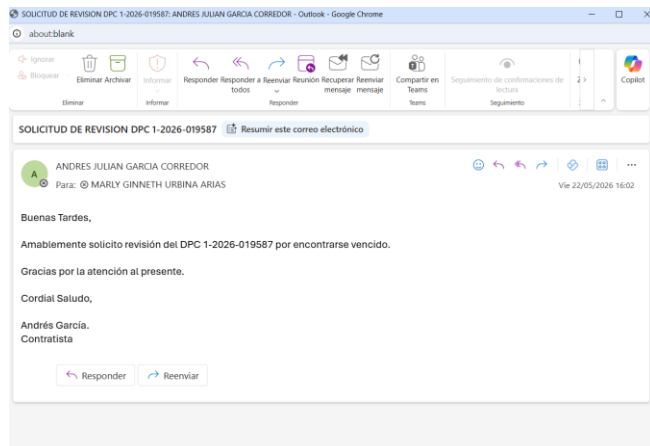 SOLICITUD DE REVISION DPC 1-2026-019587: ANDRES JULIAN GARCIA CORREDOR - Outlook - Google Chrome
about:blank
Ignorar
Bloquear
Eliminar Archivar
Informar
Responder Responder a todos
Reenviar Reunión Recuperar mensaje Reenviar mensaje
Compartir en Teams
Seguimiento de confirmaciones de lectura
Copilot
Eliminar
Informar
Responder
Teams
Seguimiento
SOLICITUD DE REVISION DPC 1-2026-019587
Resumir este correo electrónico
A
ANDRES JULIAN GARCIA CORREDOR
Para: MARLY GINNETH URBINA ARIAS
Vie 22/05/2026 16:02
Buenas Tardes,
Amablemente solicito revisión del DPC 1-2026-019587 por encontrarse vencido.
Gracias por la atención al presente.
Cordial Saludo,
Andrés García.
Contratista
Responder
Reenviar